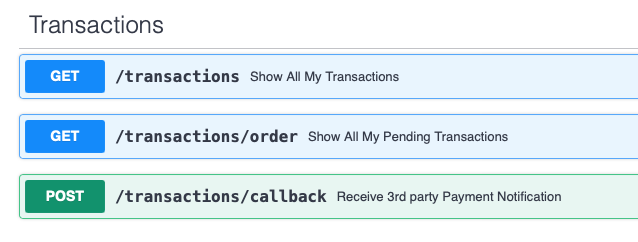 Transactions
GET /transactions Show All My Transactions
GET /transactions/order Show All My Pending Transactions
POST /transactions/callback Receive 3rd party Payment Notification